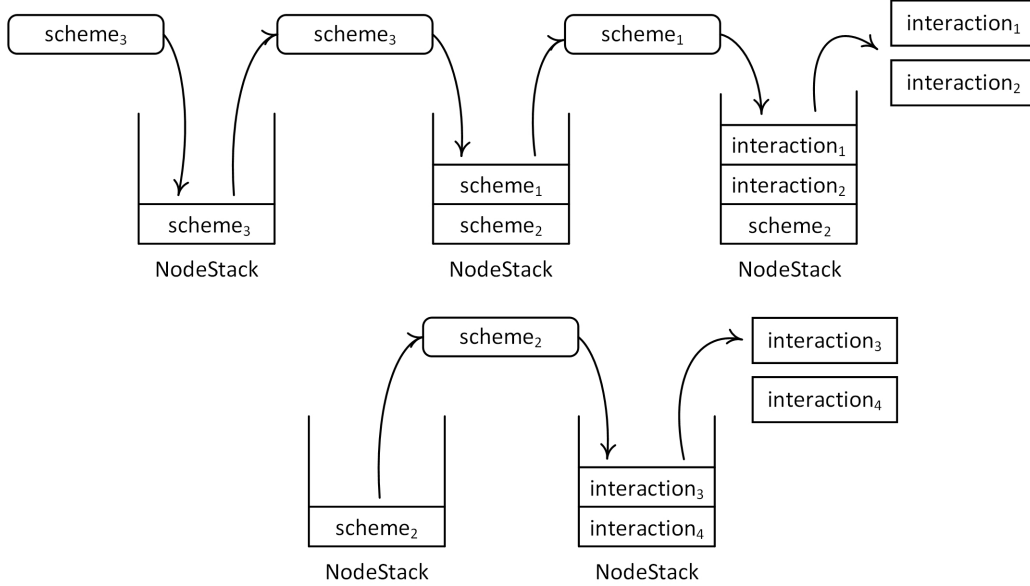 scheme₃
scheme₃
scheme₁
interaction₁
interaction₂
scheme₃
NodeStack
scheme₁
scheme₂
NodeStack
interaction₁
interaction₂
scheme₂
NodeStack
scheme₂
interaction₃
interaction₄
scheme₂
NodeStack
interaction₃
interaction₄
NodeStack